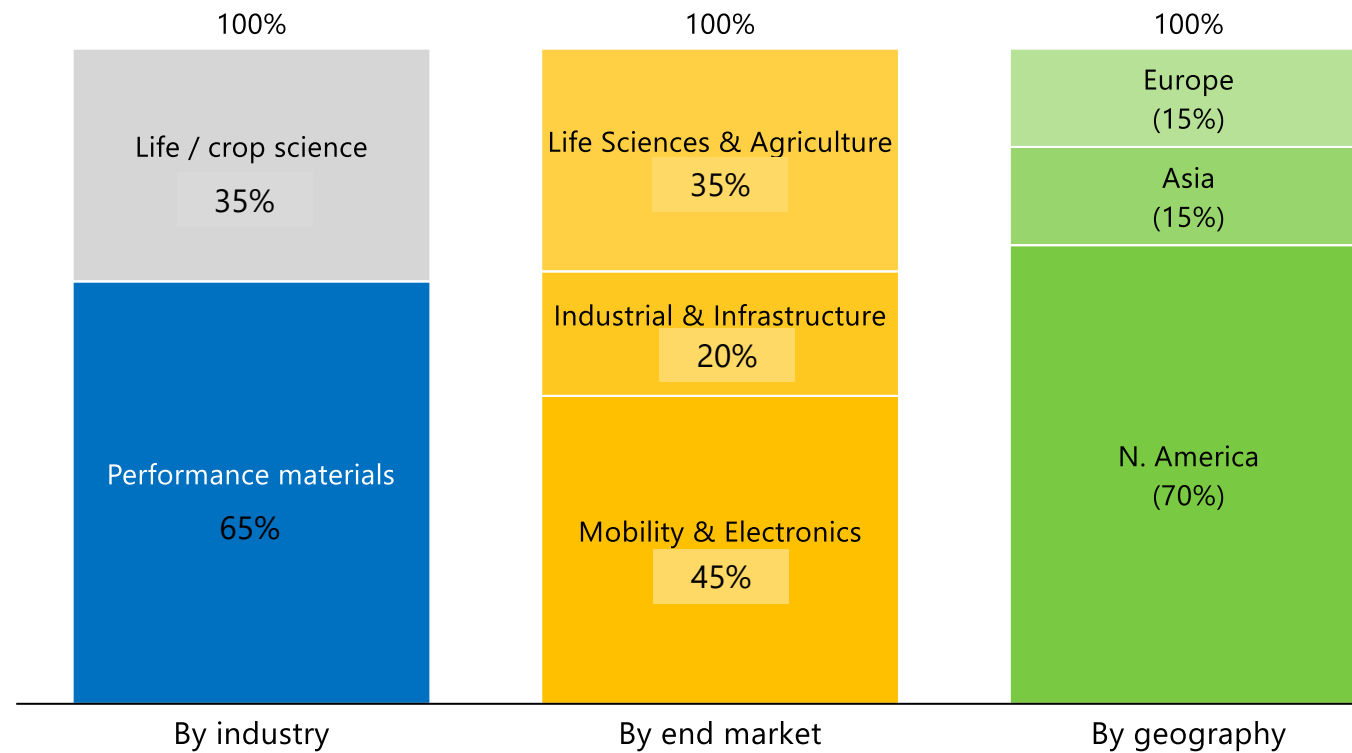 100%
Life / crop science
35%
Performance materials
65%
By industry
100%
Life Sciences & Agriculture
35%
Industrial & Infrastructure
20%
Mobility & Electronics
45%
By end market
100%
Europe
(15%)
Asia
(15%)
N. America
(70%)
By geography